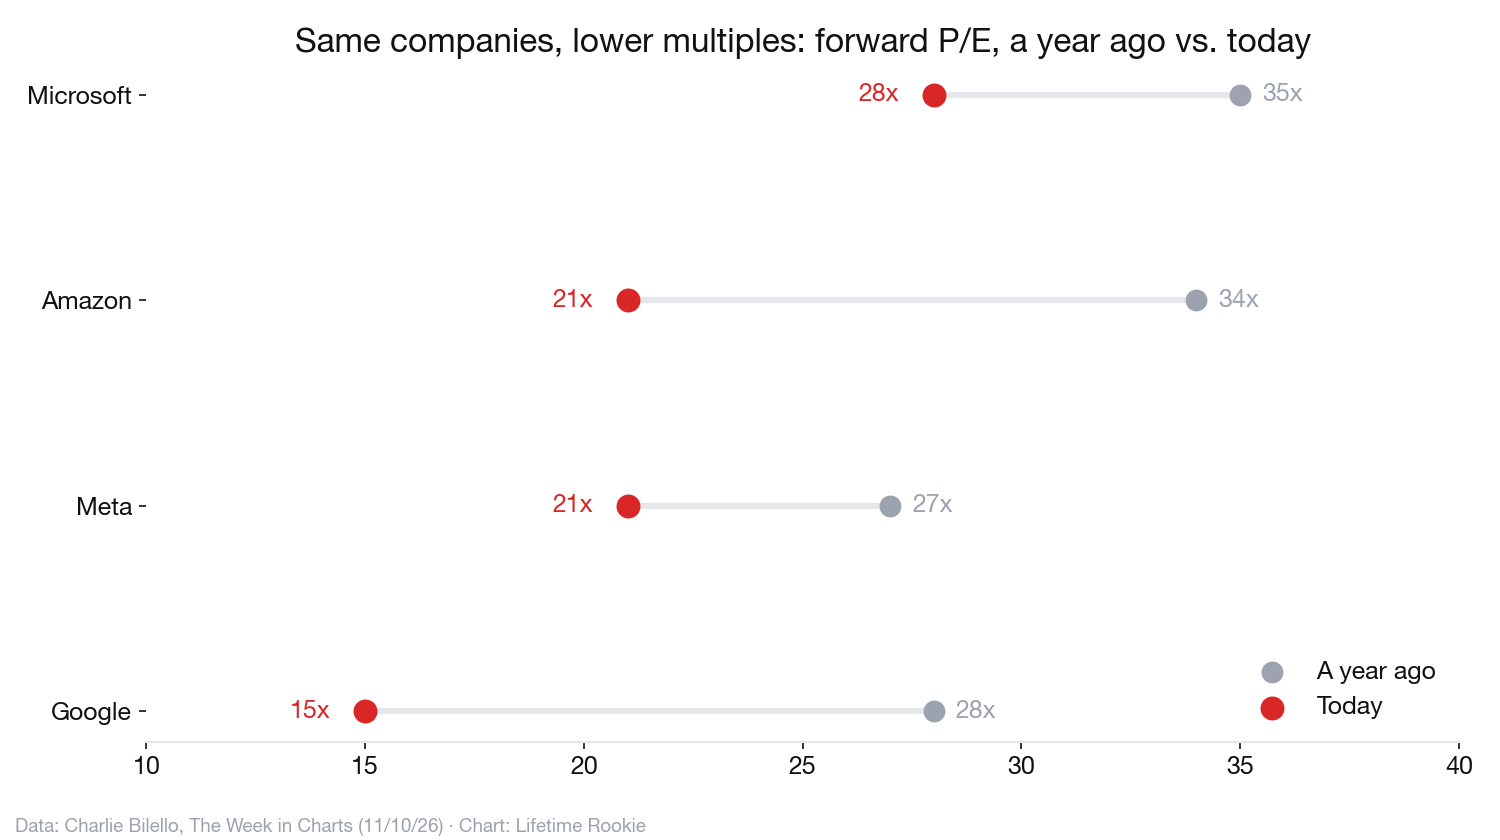 Same companies, lower multiples: forward P/E, a year ago vs. today
Microsoft
28x
35x
Amazon
21x
34x
Meta
21x
27x
Google
15x
28x
A year ago
Today
10 15 20 25 30 35 40
Data: Charlie Bilello, The Week in Charts (11/10/26) · Chart: Lifetime Rookie